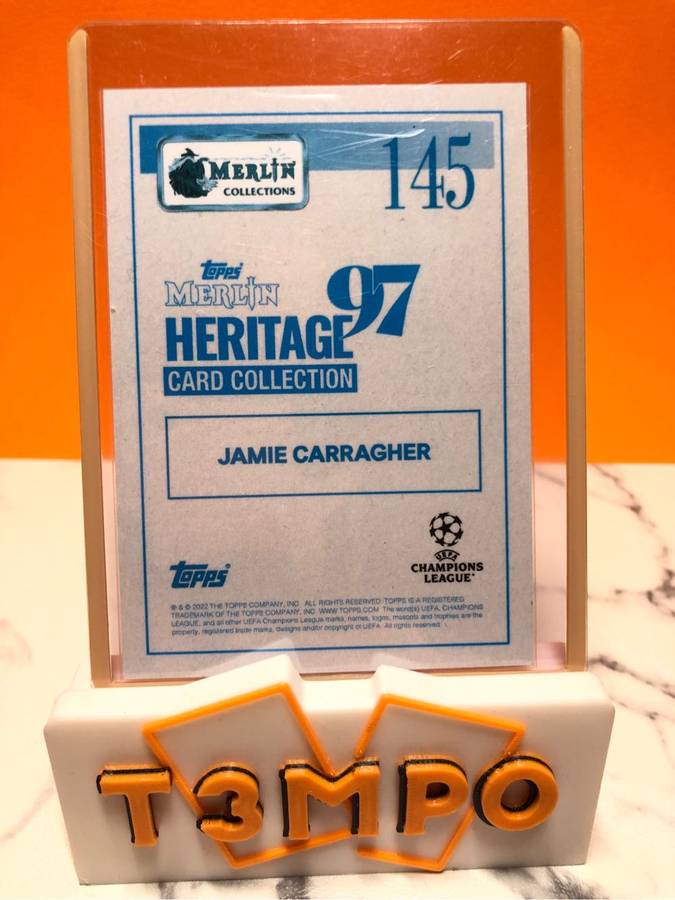 MERLIN
COLLECTIONS
145
Topps
MERLIN
HERITAGE 97
CARD COLLECTION
JAMIE CARRAGHER
UEFA
CHAMPIONS
LEAGUE
Topps
® & © 2022 THE TOPPS COMPANY, INC. ALL RIGHTS RESERVED. TOPPS IS A REGISTERED
TRADEMARK OF THE TOPPS COMPANY, INC. WWW.TOPPS.COM The word(s) UEFA, CHAMPIONS
LEAGUE, and all other UEFA Champions League marks, names, logos, mascots and trophies are the
property, registered trade marks, designs and/or copyright of UEFA. All rights reserved.
T3MPO